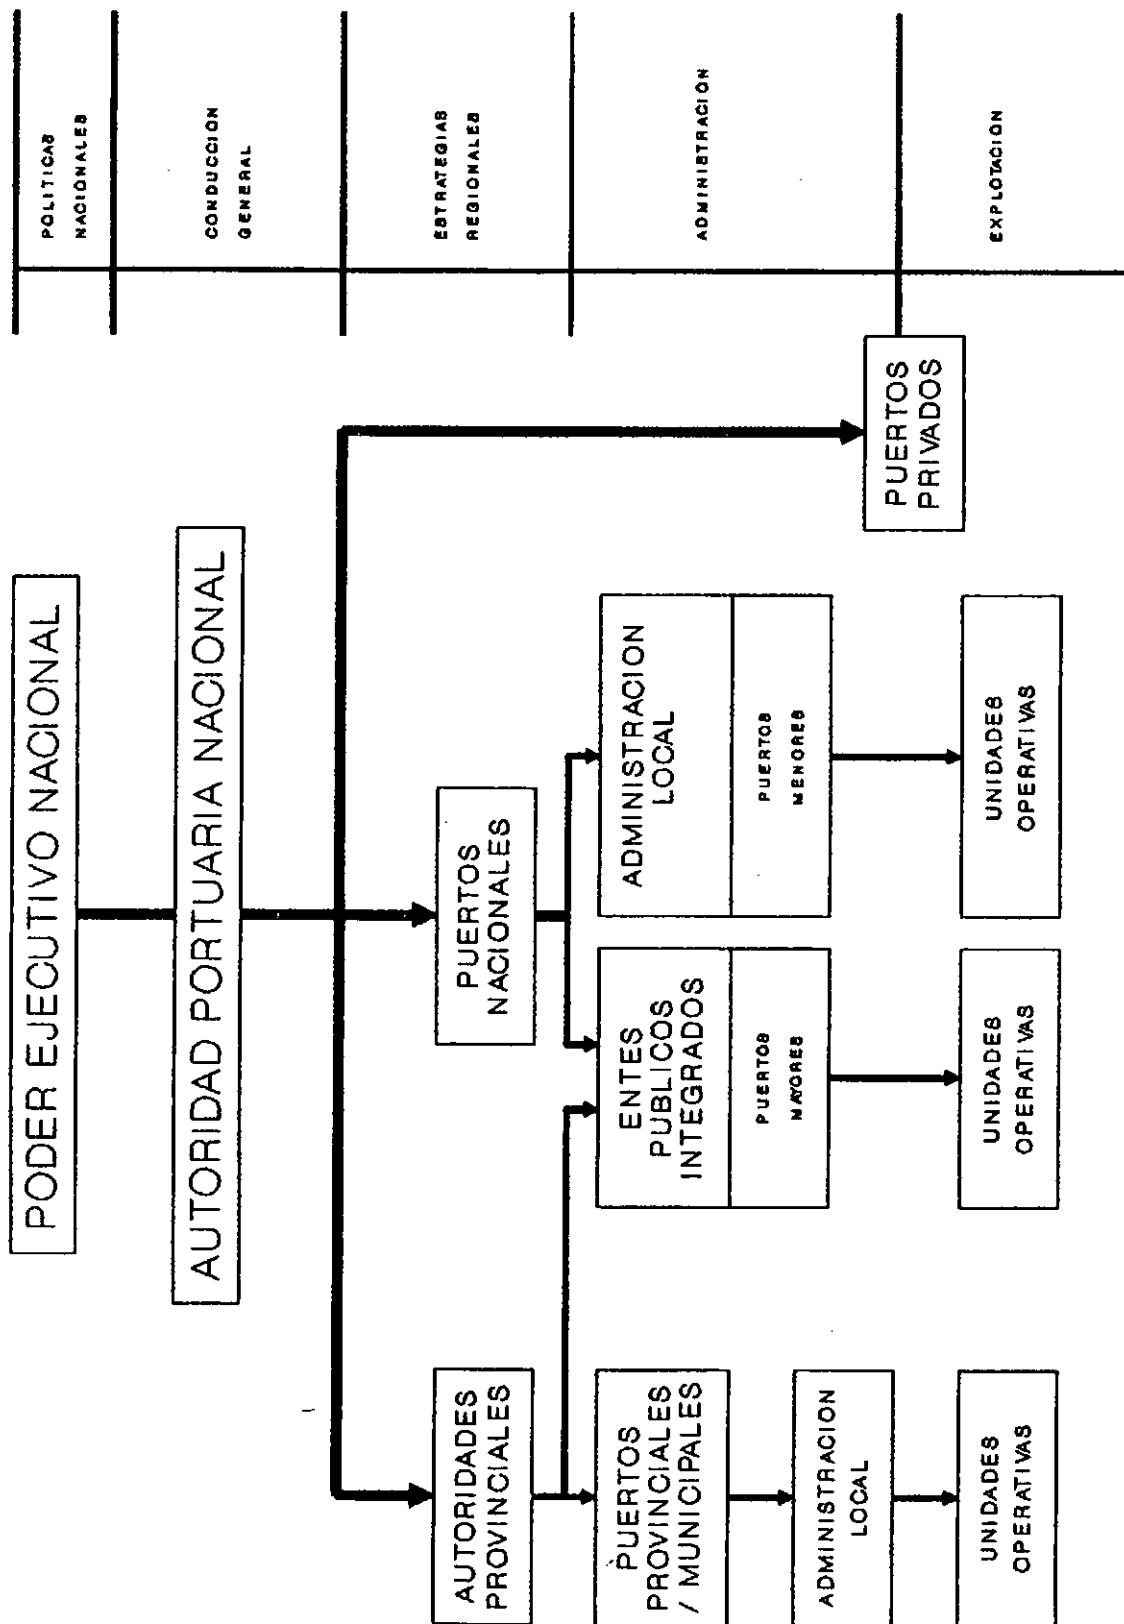 PODER EJECUTIVO NACIONAL
POLITICAS
NACIONALES
AUTORIDAD PORTUARIA NACIONAL
CONDUCCION
GENERAL
AUTORIDADES
PROVINCIALES
PUERTOS
NACIONALES
ESTRATEGIAS
REGIONALES
PUERTOS
PROVINCIALES
/ MUNICIPALES
ENTES
PUBLICOS
INTEGRADOS
PUERTOS
MAYORES
ADMINISTRACION
LOCAL
PUERTOS
MENORES
ADMINISTRACION
ADMINISTRACION
LOCAL
PUERTOS
PRIVADOS
UNIDADES
OPERATIVAS
UNIDADES
OPERATIVAS
UNIDADES
OPERATIVAS
EXPLOTACION